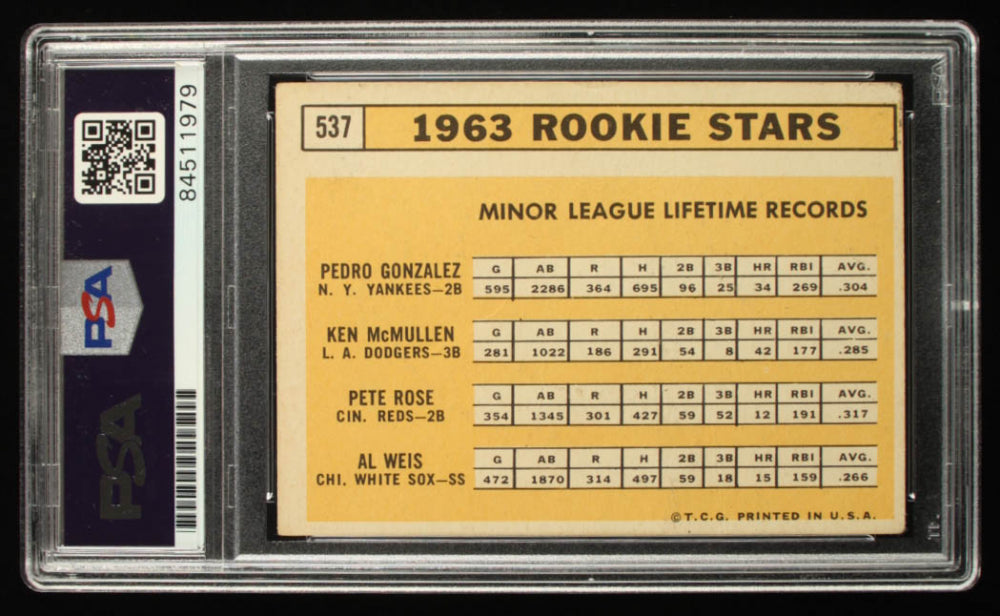 84511979
PSA
PSA
537 1963 ROOKIE STARS
MINOR LEAGUE LIFETIME RECORDS
PEDRO GONZALEZ G AB R H 2B 3B HR RBI AVG.
N. Y. YANKEES—2B 595 2286 364 695 96 25 34 269 .304
KEN McMULLEN G AB R H 2B 3B HR RBI AVG.
L. A. DODGERS—3B 281 1022 186 291 54 8 42 177 .285
PETE ROSE G AB R H 2B 3B HR RBI AVG.
CIN. REDS—2B 354 1345 301 427 59 52 12 191 .317
AL WEIS G AB R H 2B 3B HR RBI AVG.
CHI. WHITE SOX—SS 472 1870 314 497 59 18 15 159 .266
©T.C.G. PRINTED IN U.S.A.